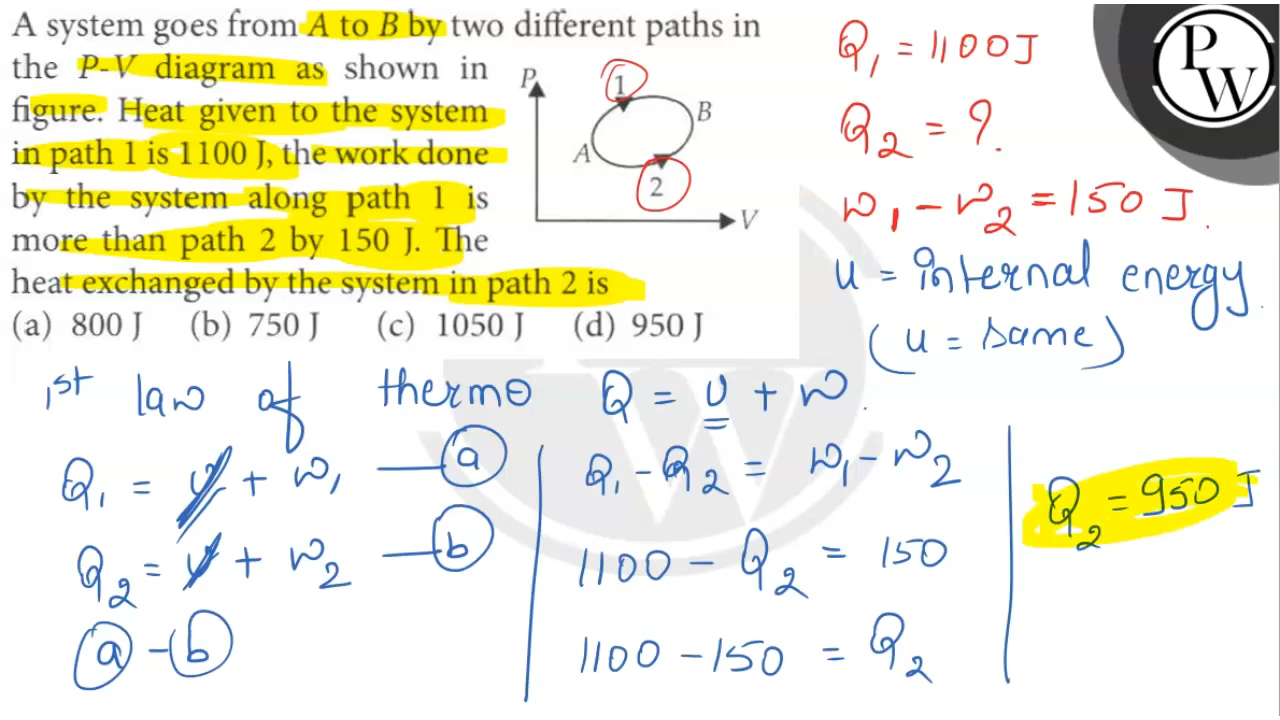 A system goes from A to B by two different paths in
the P-V diagram as shown in
figure. Heat given to the system
in path 1 is 1100 J, the work done
by the system along path 1 is
more than path 2 by 150 J. The
heat exchanged by the system in path 2 is
(a) 800 J (b) 750 J (c) 1050 J (d) 950 J
P
1
B
A
2
V
Q₁ = 1100J
Q₂ = ?
W₁ - W₂ = 150 J.
u = internal energy.
(u = same)
P
W
1st law of thermo Q = U + W.
Q₁ = U + W₁ — a
Q₂ = U + W₂ — b
a - b
Q₁ - Q₂ = W₁ - W₂
1100 - Q₂ = 150
1100 - 150 = Q₂
Q₂ = 950 J